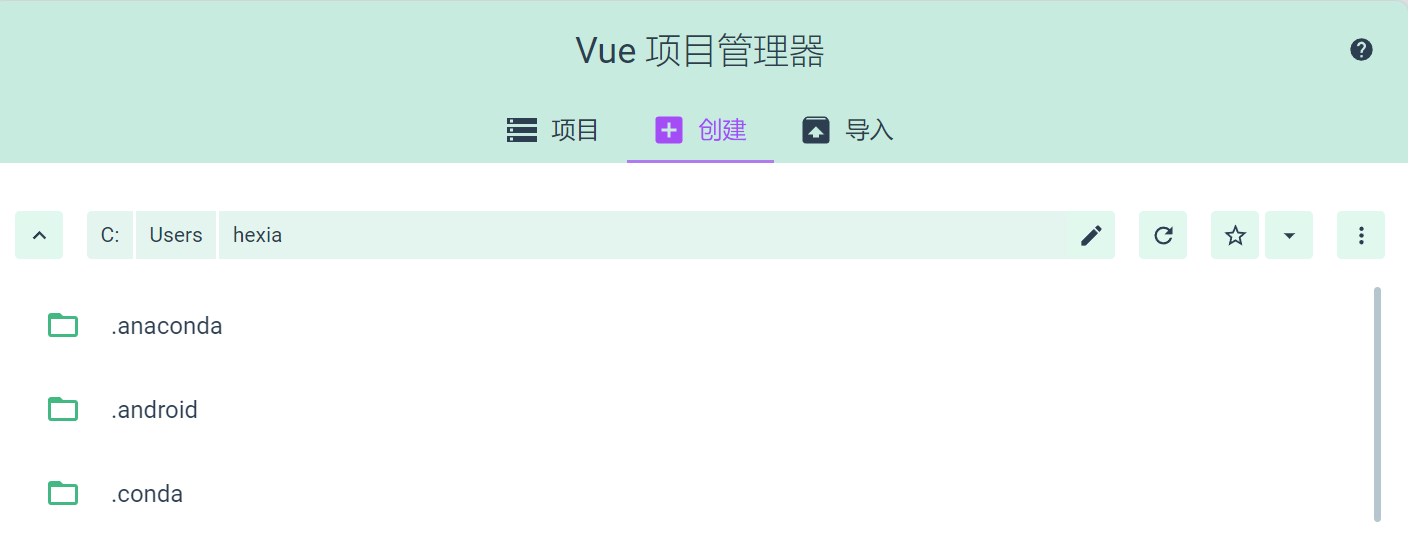 Vue 项目管理器
项目 创建 导入
C: Users hexia
.anaconda
.android
.conda